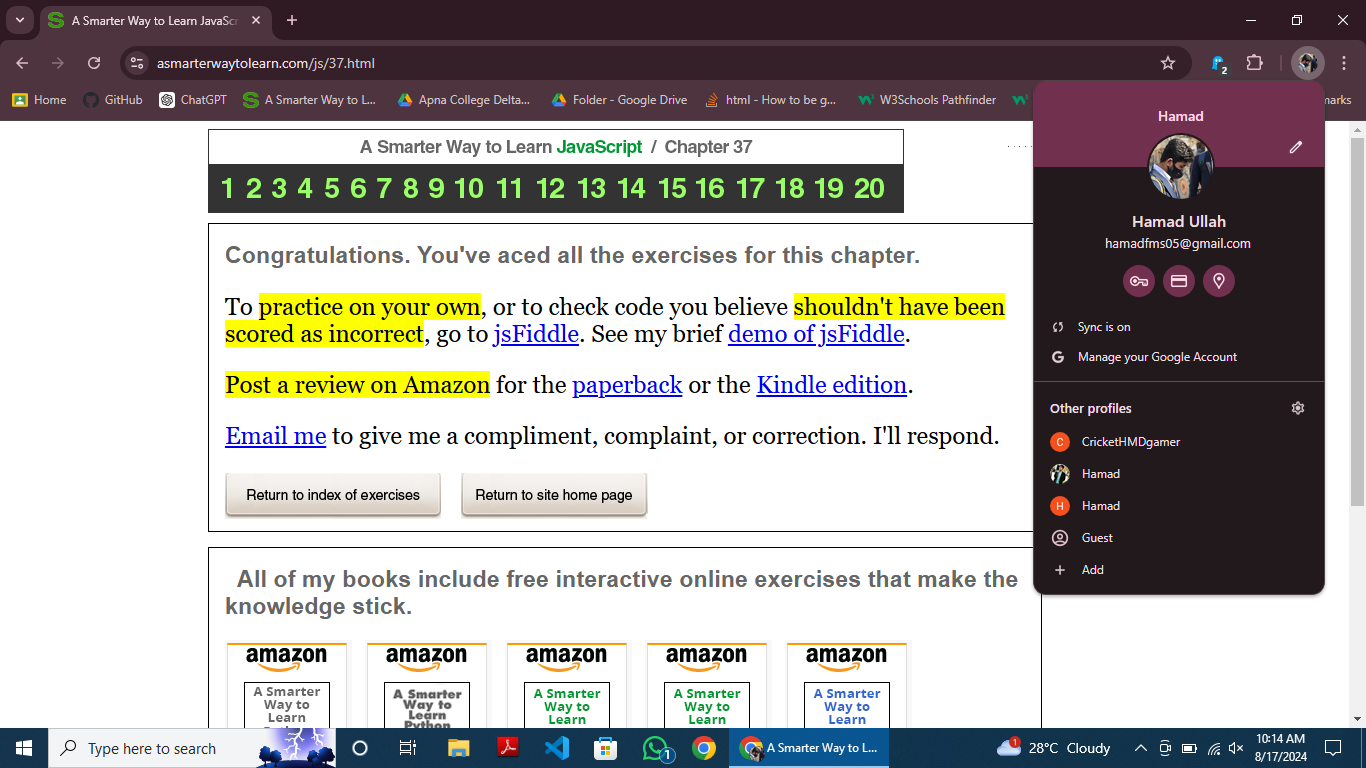 A Smarter Way to Learn JavaScr
asmarterwaytolearn.com/js/37.html
2
Home
GitHub
ChatGPT
A Smarter Way to L...
Apna College Delta...
Folder - Google Drive
html - How to be g...
W3Schools Pathfinder
marks
A Smarter Way to Learn JavaScript / Chapter 37
1 2 3 4 5 6 7 8 9 10 11 12 13 14 15 16 17 18 19 20
Congratulations. You've aced all the exercises for this chapter.
To practice on your own, or to check code you believe shouldn't have been
scored as incorrect, go to jsFiddle. See my brief demo of jsFiddle.
Post a review on Amazon for the paperback or the Kindle edition.
Email me to give me a compliment, complaint, or correction. I'll respond.
Return to index of exercises
Return to site home page
All of my books include free interactive online exercises that make the
knowledge stick.
amazon
A Smarter
Way to
Learn
amazon
A Smarter
Way to
Learn
Python
amazon
A Smarter
Way to
Learn
amazon
A Smarter
Way to
Learn
amazon
A Smarter
Way to
Learn
Hamad
Hamad Ullah
hamadfms05@gmail.com
Sync is on
G
Manage your Google Account
Other profiles
C
CricketHMDgamer
Hamad
H
Hamad
Guest
Add
Type here to search
1
A Smarter Way to L...
1
28°C Cloudy
10:14 AM
8/17/2024